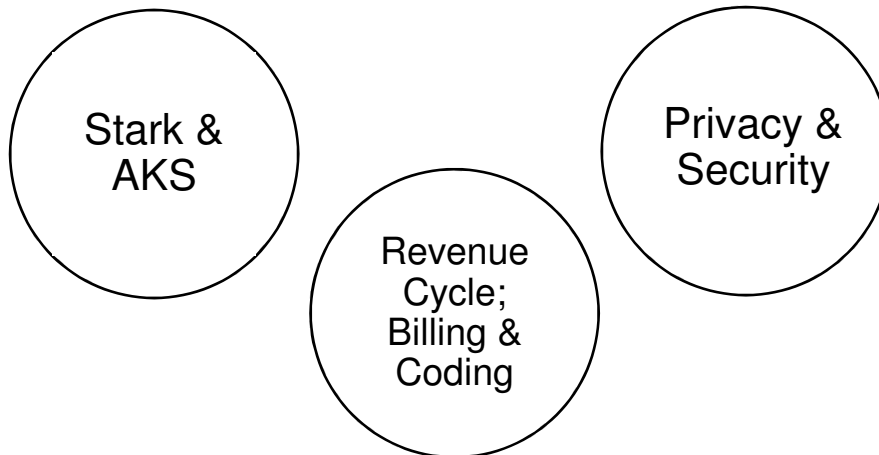 Stark &
AKS
Privacy &
Security
Revenue
Cycle;
Billing &
Coding